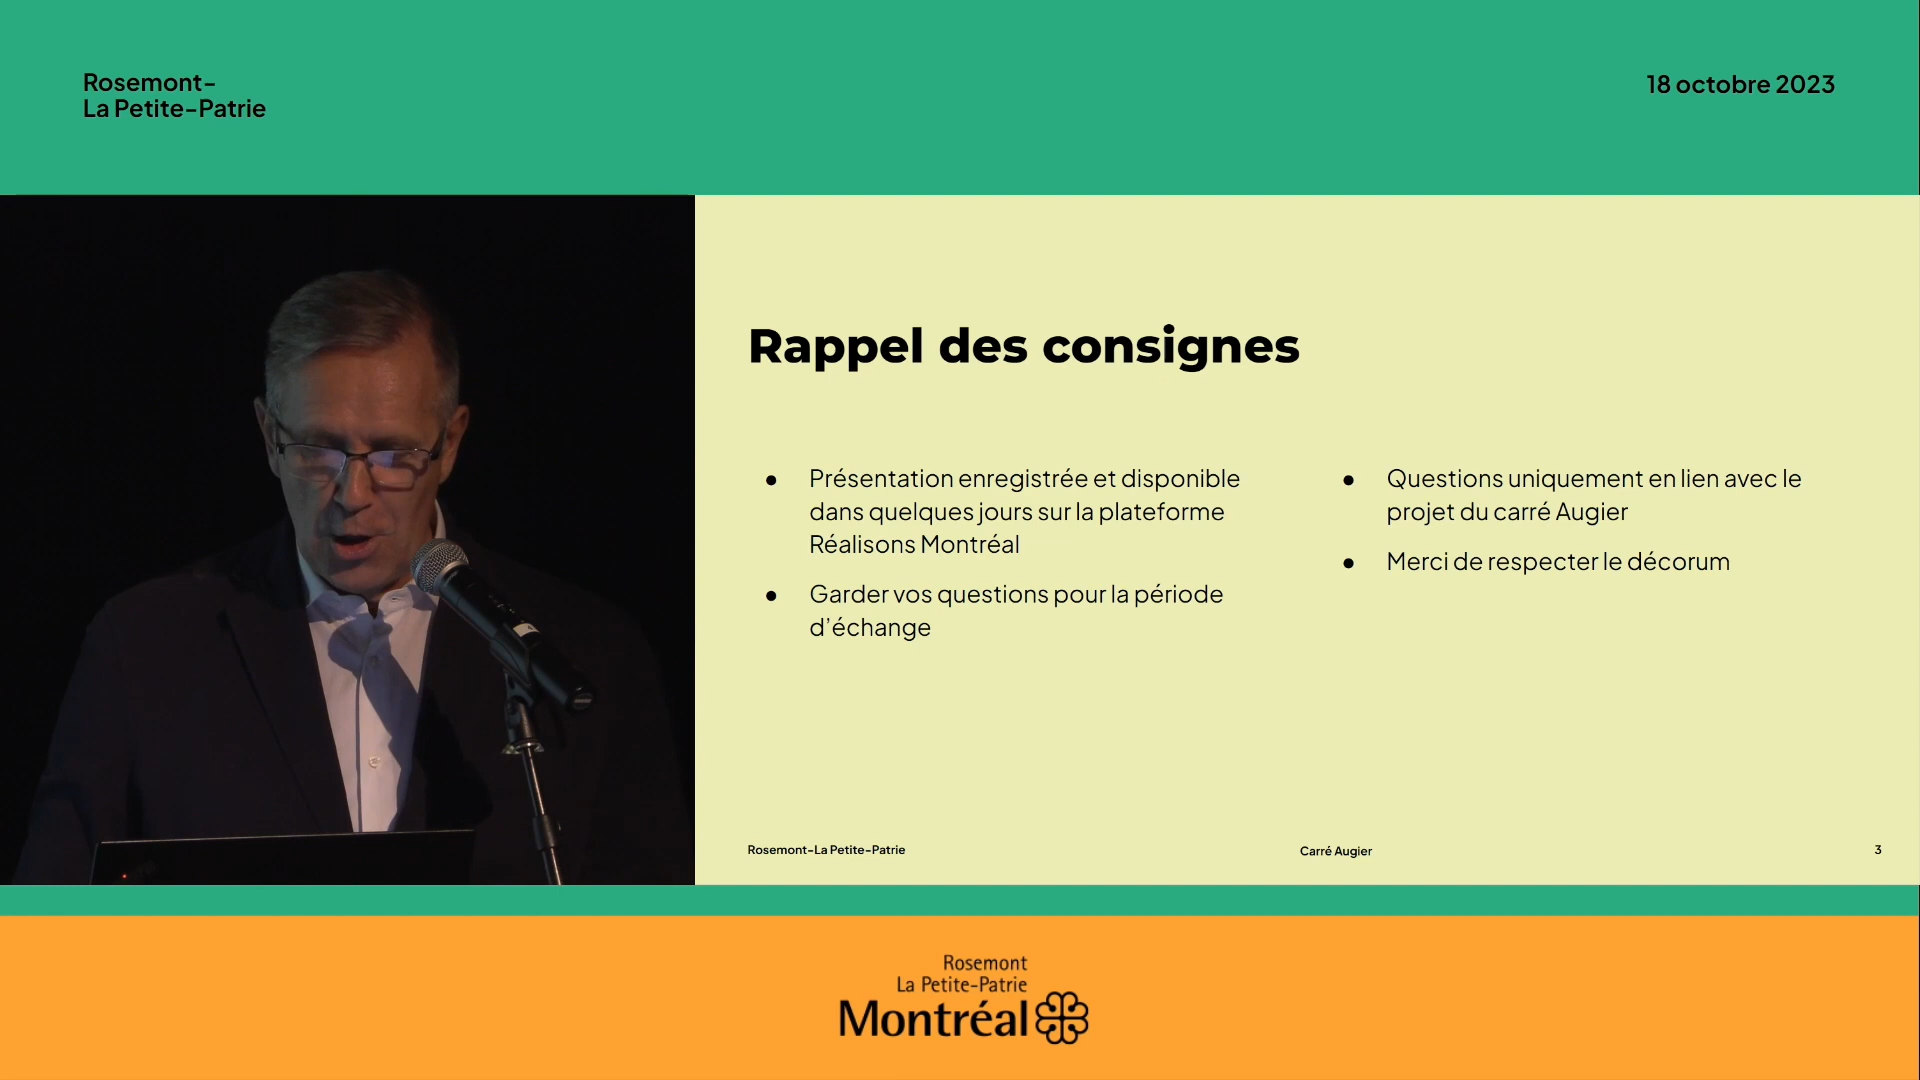 Rosemont-
La Petite-Patrie
18 octobre 2023
Rappel des consignes
● Présentation enregistrée et disponible
dans quelques jours sur la plateforme
Réalisons Montréal
● Garder vos questions pour la période
d’échange
● Questions uniquement en lien avec le
projet du carré Augier
● Merci de respecter le décorum
Rosemont-La Petite-Patrie
Carré Augier
3
Rosemont
La Petite-Patrie
Montréal